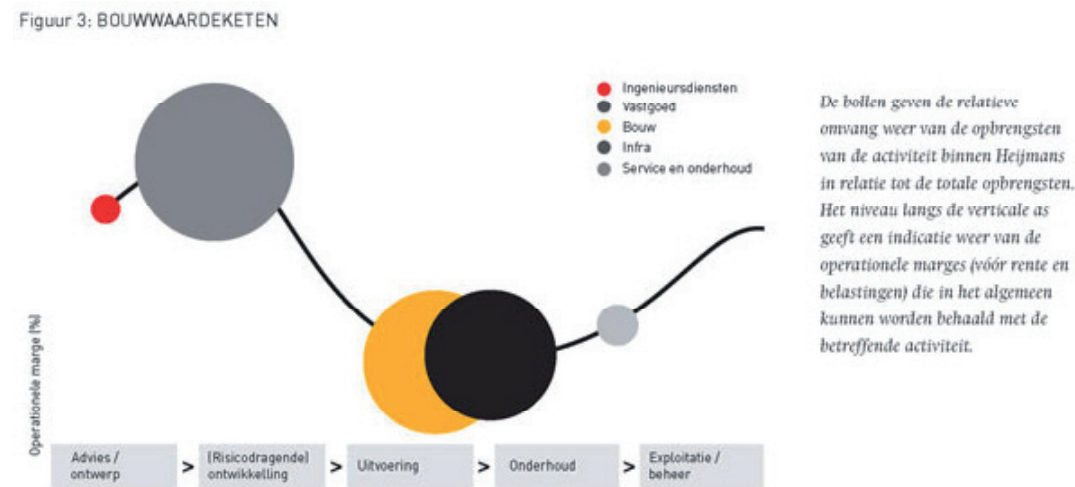 Figuur 3: BOUWWAARDEKETEN
Ingenieursdiensten
Vastgoed
Bouw
Infra
Service en onderhoud
De bollen geven de relatieve
omvang weer van de opbrengsten
van de activiteit binnen Heijmans
in relatie tot de totale opbrengsten.
Het niveau langs de verticale as
geeft een indicatie weer van de
operationele marges (vóór rente en
belastingen) die in het algemeen
kunnen worden behaald met de
betreffende activiteit.
Operationele marge (%)
Advies /
ontwerp
>
(Risicodragende)
ontwikkelling
>
Uitvoering
>
Onderhoud
>
Exploitatie /
beheer